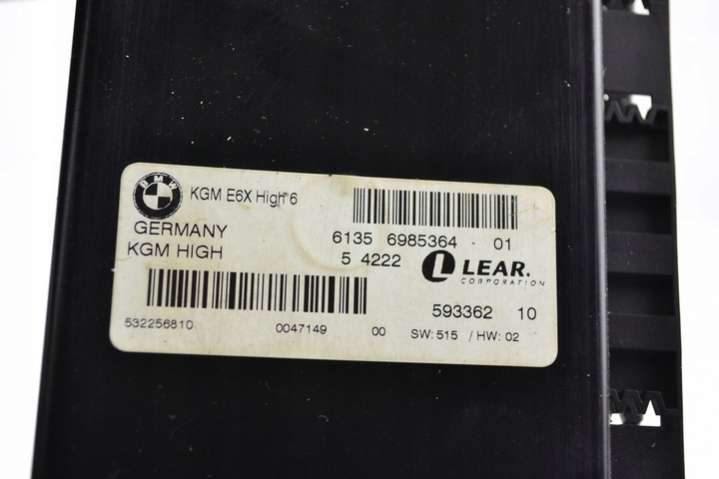 BMW
KGM E6X High*6
GERMANY
KGM HIGH
6135 6985364 - 01
5 4222
LEAR.
CORPORATION
593362 10
532256810 0047149 00 SW: 515 / HW: 02